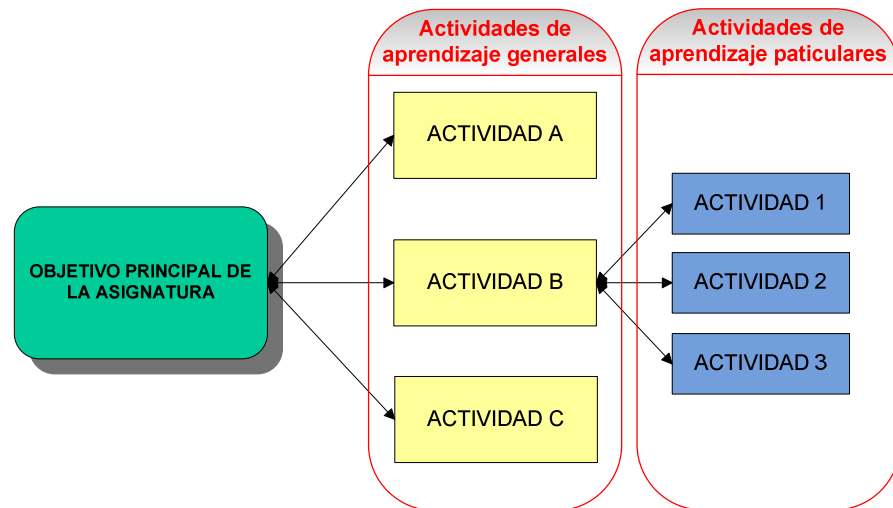 Actividades de
aprendizaje generales
Actividades de
aprendizaje paticulares
ACTIVIDAD A
ACTIVIDAD 1
OBJETIVO PRINCIPAL DE
LA ASIGNATURA
ACTIVIDAD B
ACTIVIDAD 2
ACTIVIDAD 3
ACTIVIDAD C